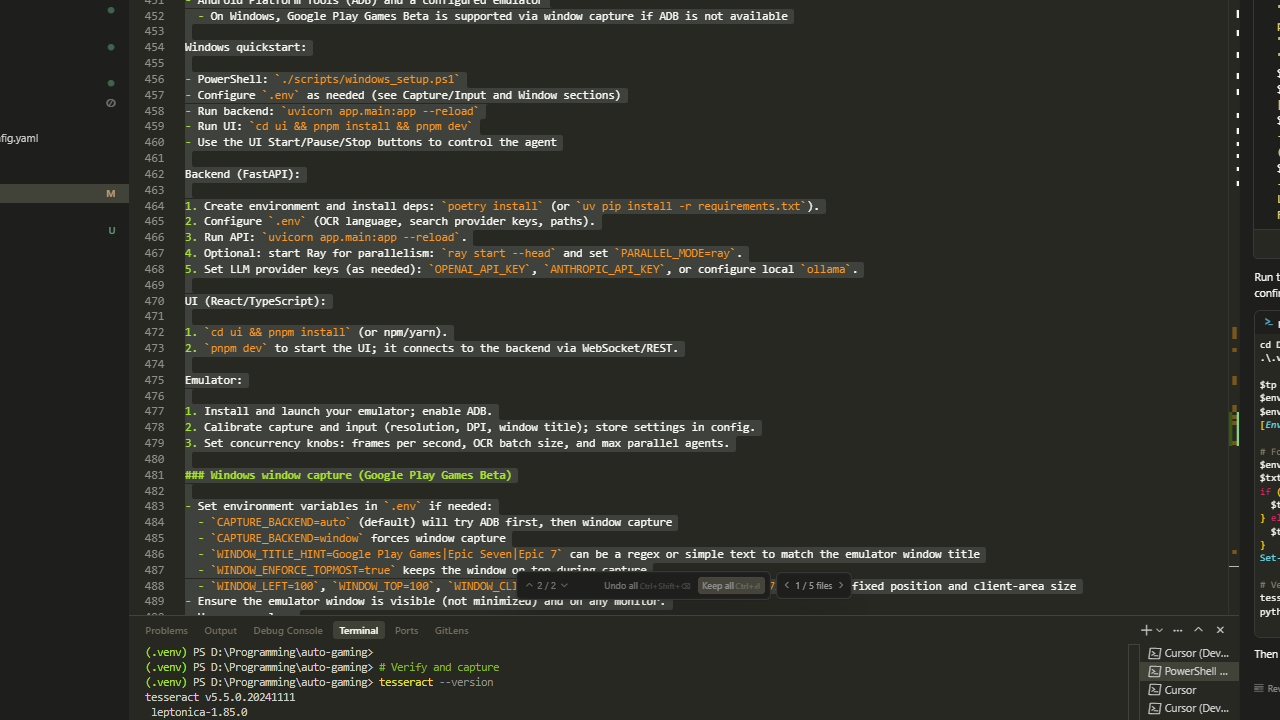 fig.yaml
M
U
451 - Android Platform Tools (ADB) and a configured emulator
452   - On Windows, Google Play Games Beta is supported via window capture if ADB is not available
453
454 Windows quickstart:
455
456 - PowerShell: `./scripts/windows_setup.ps1`
457 - Configure `.env` as needed (see Capture/Input and Window sections)
458 - Run backend: `uvicorn app.main:app --reload`
459 - Run UI: `cd ui && pnpm install && pnpm dev`
460 - Use the UI Start/Pause/Stop buttons to control the agent
461
462 Backend (FastAPI):
463
464 1. Create environment and install deps: `poetry install` (or `uv pip install -r requirements.txt`).
465 2. Configure `.env` (OCR language, search provider keys, paths).
466 3. Run API: `uvicorn app.main:app --reload`.
467 4. Optional: start Ray for parallelism: `ray start --head` and set `PARALLEL_MODE=ray`.
468 5. Set LLM provider keys (as needed): `OPENAI_API_KEY`, `ANTHROPIC_API_KEY`, or configure local `ollama`.
469
470 UI (React/TypeScript):
471
472 1. `cd ui && pnpm install` (or npm/yarn).
473 2. `pnpm dev` to start the UI; it connects to the backend via WebSocket/REST.
474
475 Emulator:
476
477 1. Install and launch your emulator; enable ADB.
478 2. Calibrate capture and input (resolution, DPI, window title); store settings in config.
479 3. Set concurrency knobs: frames per second, OCR batch size, and max parallel agents.
480
481 ### Windows window capture (Google Play Games Beta)
482
483 - Set environment variables in `.env` if needed:
484   - `CAPTURE_BACKEND=auto` (default) will try ADB first, then window capture
485   - `CAPTURE_BACKEND=window` forces window capture
486   - `WINDOW_TITLE_HINT=Google Play Games|Epic Seven|Epic 7` can be a regex or simple text to match the emulator window title
487   - `WINDOW_ENFORCE_TOPMOST=true` keeps the window on top during capture
488   - `WINDOW_LEFT=100`, `WINDOW_TOP=100`, `WINDOW_CLI fixed position and client-area size
2 / 2 Undo all Ctrl+Shift+⌫ Keep all Ctrl+⏎ 1 / 5 files
489 - Ensure the emulator window is visible (not minimized) and on any monitor.
Problems Output Debug Console Terminal Ports GitLens
(.venv) PS D:\Programming\auto-gaming>
(.venv) PS D:\Programming\auto-gaming> # Verify and capture
(.venv) PS D:\Programming\auto-gaming> tesseract --version
tesseract v5.5.0.20241111
leptonica-1.85.0
Cursor (Dev...
PowerShell ...
Cursor
Cursor (Dev...
Run t
confir
cd D
.\.v
$tp
$env
$env
[Env
# Fo
$env
$txt
if (
$t
} el
$t
}
Set-
# Ve
tess
pyth
Then
Rev